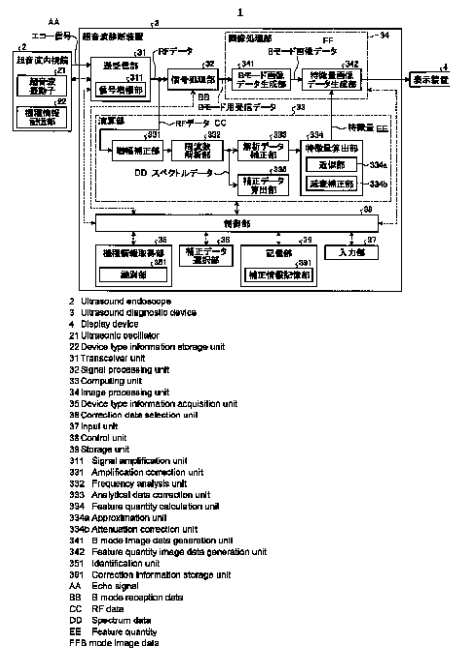 1
AA
エコー信号
2
超音波内視鏡
21
超音波振動子
22
機種情報記憶部
3
超音波診断装置
31
送受信部
311
信号増幅部
RFデータ
32
信号処理部
BB
Bモード用受信データ
34
画像処理部
Bモード画像データ
FF
341
Bモード画像データ生成部
342
特徴量画像データ生成部
4
表示装置
33
演算部
RFデータ CC
特徴量 EE
331
増幅補正部
332
周波数解析部
333
解析データ補正部
334
特徴量算出部
近似部
334a
減衰補正部
334b
DD スペクトルデータ
補正データ算出部
38
制御部
35
機種情報取得部
351
識別部
36
補正データ選択部
39
記憶部
391
補正情報記憶部
37
入力部
2 Ultrasound endoscope
3 Ultrasound diagnostic device
4 Display device
21 Ultrasonic oscillator
22 Device type information storage unit
31 Transceiver unit
32 Signal processing unit
33 Computing unit
34 Image processing unit
35 Device type information acquisition unit
36 Correction data selection unit
37 Input unit
38 Control unit
39 Storage unit
311 Signal amplification unit
331 Amplification correction unit
332 Frequency analysis unit
333 Analytical data correction unit
334 Feature quantity calculation unit
334a Approximation unit
334b Attenuation correction unit
341 B mode image data generation unit
342 Feature quantity image data generation unit
351 Identification unit
391 Correction information storage unit
AA Echo signal
BB B mode reception data
CC RF data
DD Spectrum data
EE Feature quantity
FFB mode image data